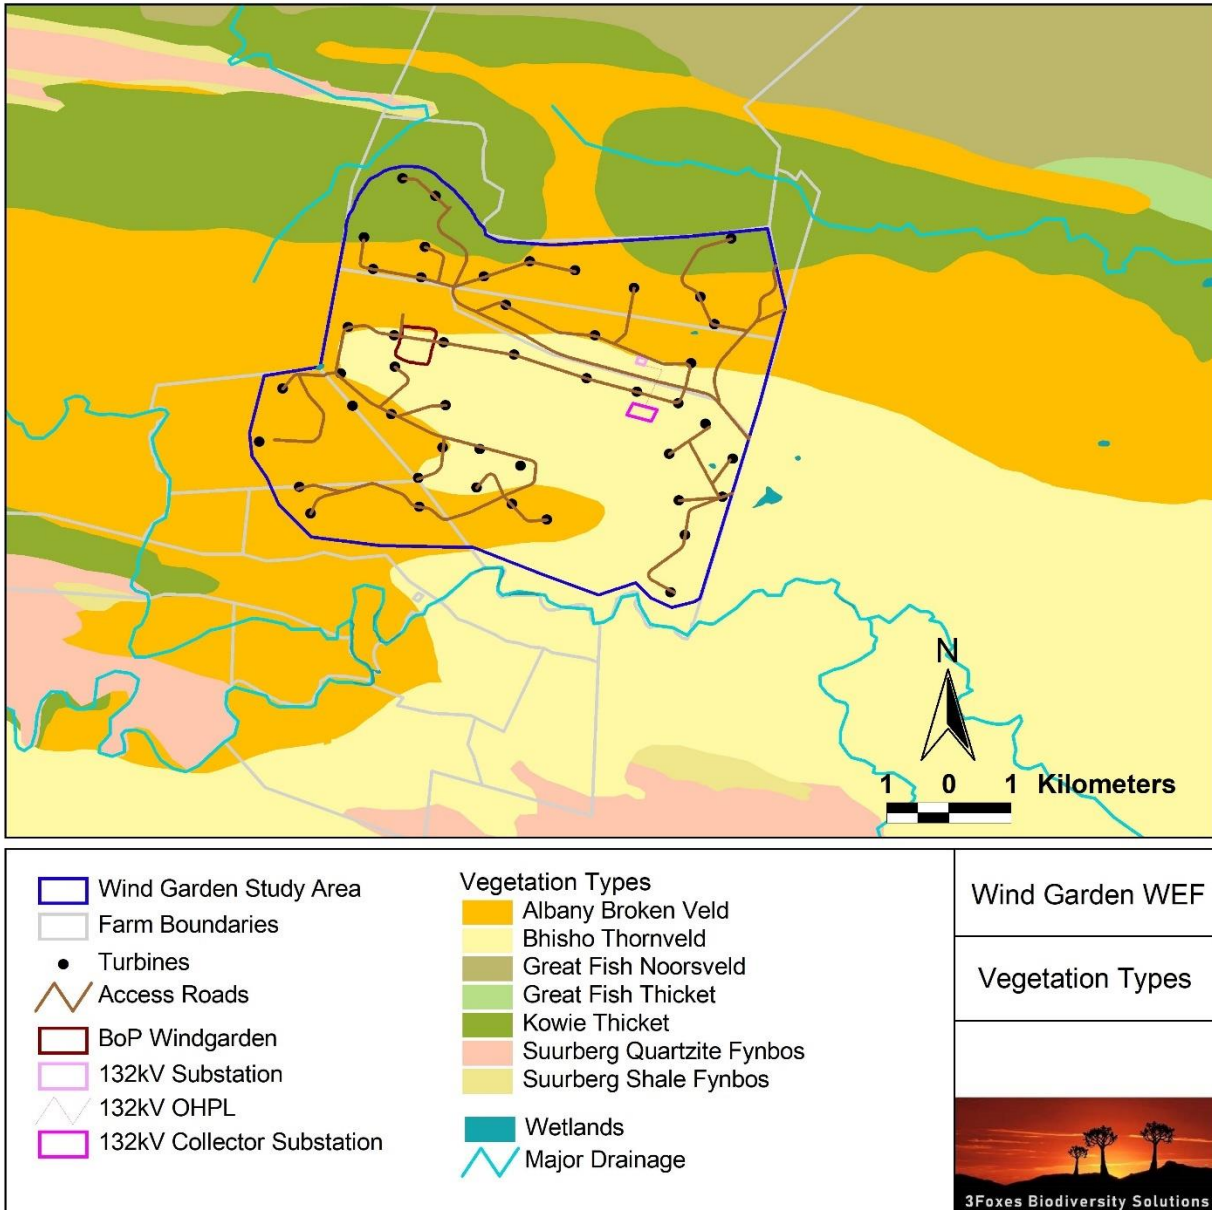 N
1 0 1 Kilometers
Wind Garden Study Area
Farm Boundaries
Turbines
Access Roads
BoP Windgarden
132kV Substation
132kV OHPL
132kV Collector Substation
Vegetation Types
Albany Broken Veld
Bhisho Thornveld
Great Fish Noorsveld
Great Fish Thicket
Kowie Thicket
Suurberg Quartzite Fynbos
Suurberg Shale Fynbos
Wetlands
Major Drainage
Wind Garden WEF
Vegetation Types
3Foxes Biodiversity Solutions